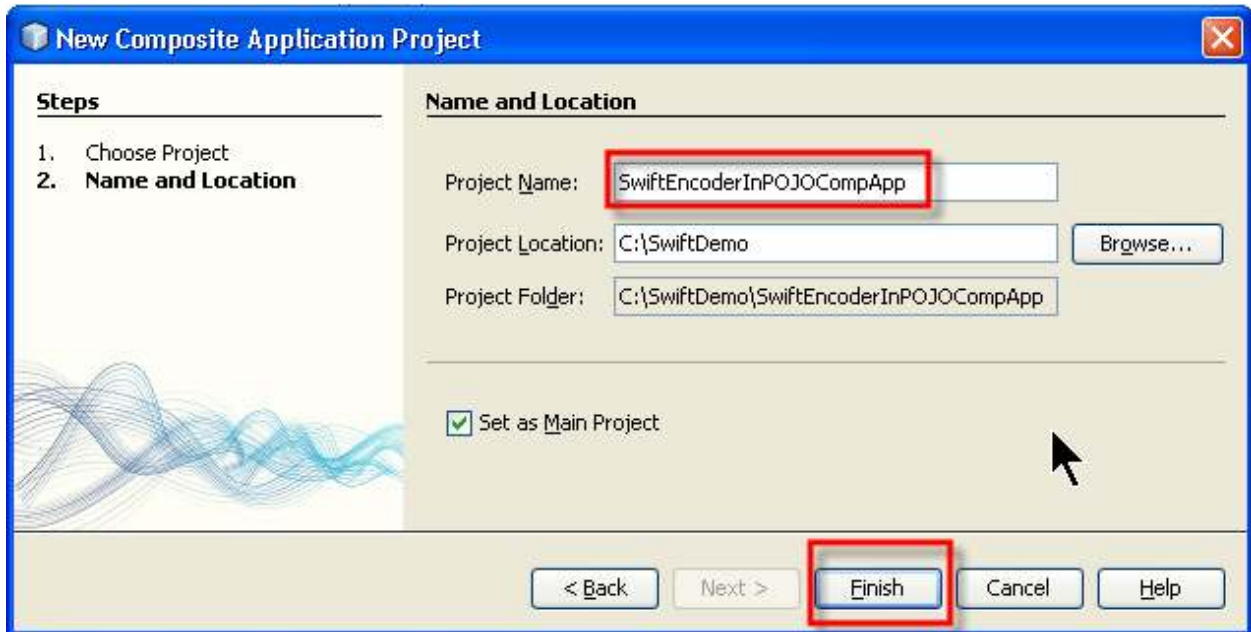 New Composite Application Project
Steps
1. Choose Project
2. Name and Location
Name and Location
Project Name: SwiftEncoderInPOJOCompApp
Project Location: C:\SwiftDemo Browse...
Project Folder: C:\SwiftDemo\SwiftEncoderInPOJOCompApp
Set as Main Project
< Back Next > Finish Cancel Help